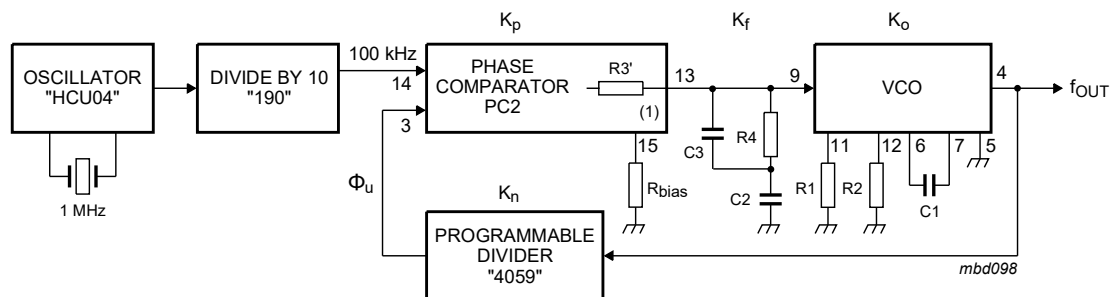 Kp
Kf
Ko
OSCILLATOR
"HCU04"
DIVIDE BY 10
"190"
100 kHz
14
3
PHASE
COMPARATOR
PC2
R3'
(1)
13
9
VCO
4
fOUT
15
C3
R4
11
12
6
7
5
Rbias
C2
R1
R2
C1
1 MHz
Φu
Kn
PROGRAMMABLE
DIVIDER
"4059"
mbd098